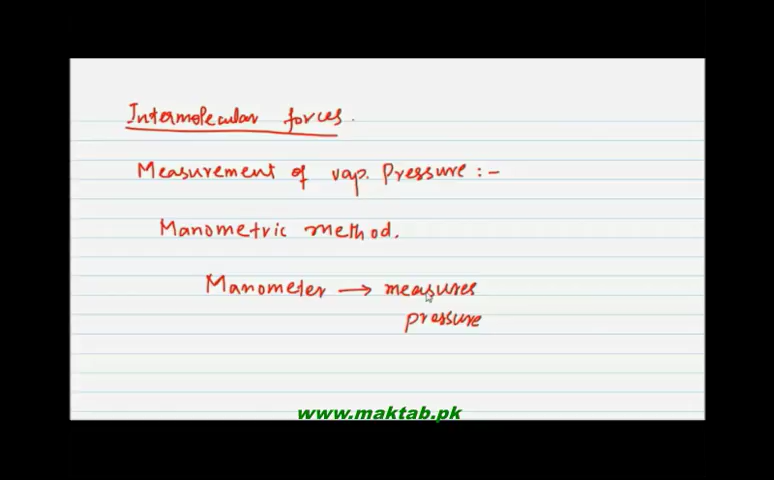 Intermolecular forces.
Measurement of vap. Pressure :-
Manometric method.
Manometer → measures
pressure
www.maktab.pk